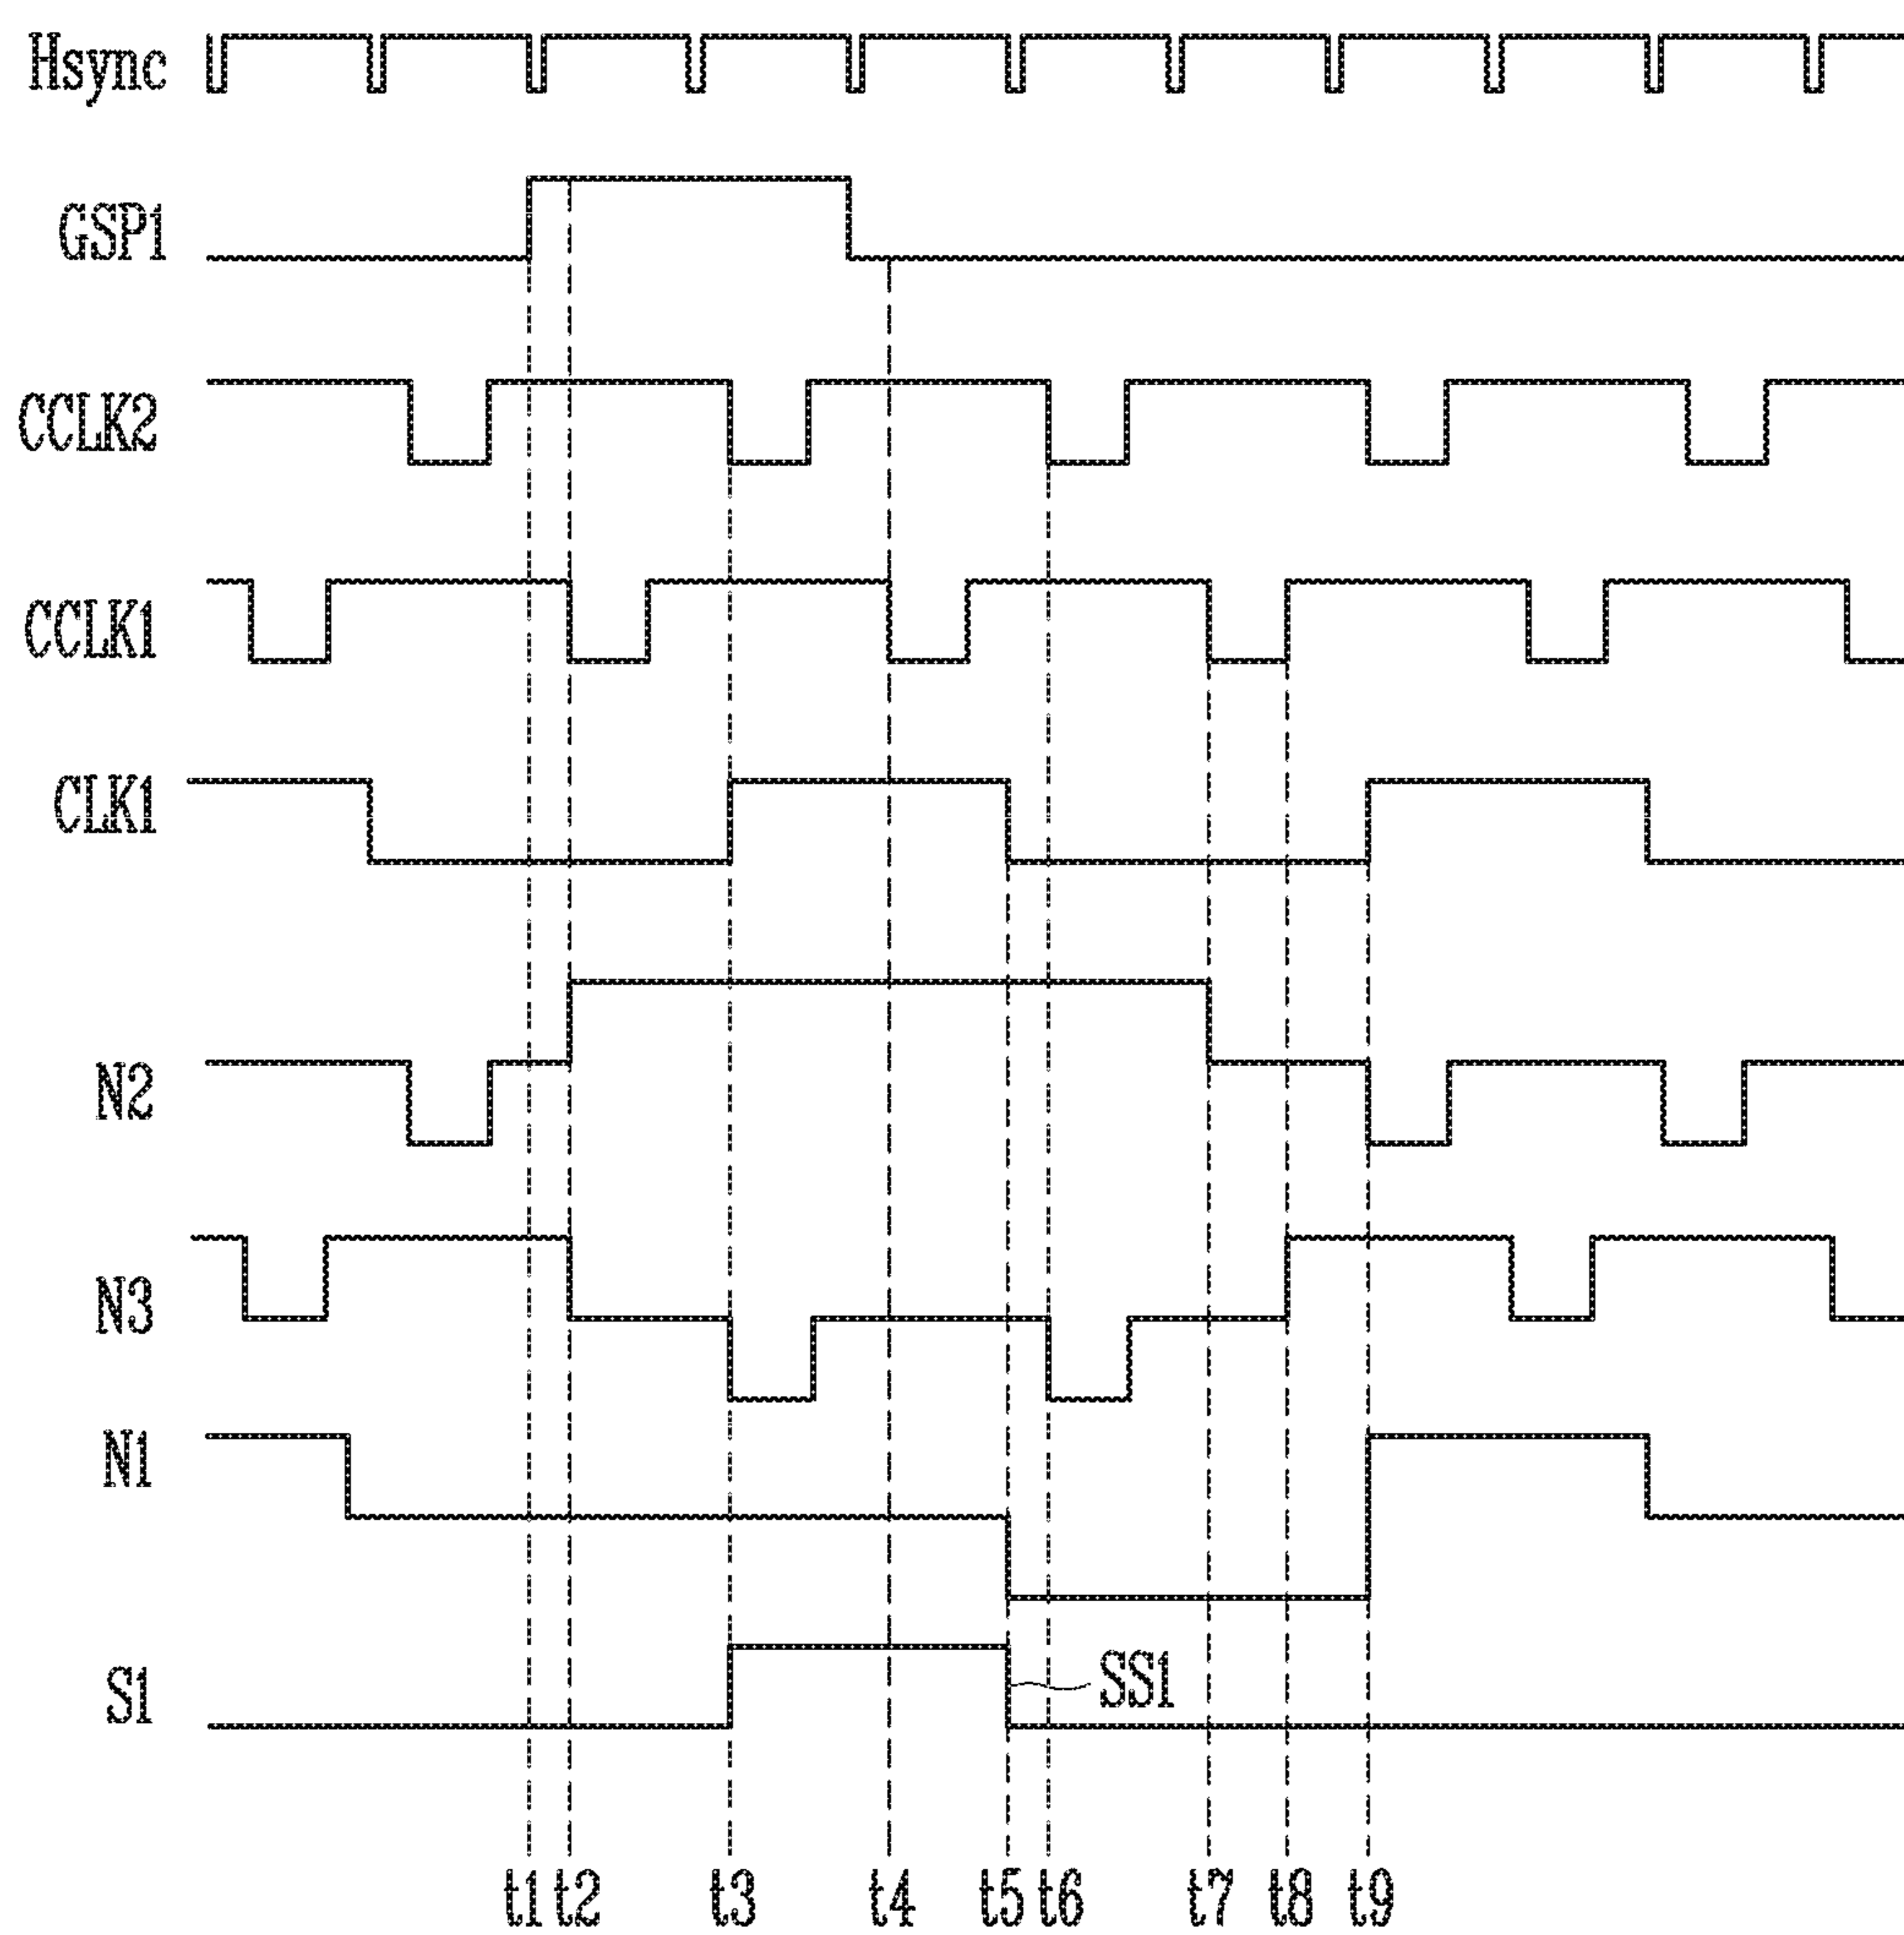 Hsync
GSP1
CCLK2
CCLK1
CLK1
N2
N3
N1
S1
SS1
t1 t2 t3 t4 t5 t6 t7 t8 t9